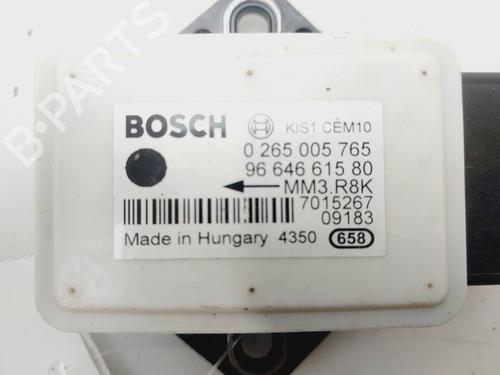 BOSCH KIS1 CEM10
0 265 005 765
96 646 615 80
MM3.R8K
7015267
09183
Made in Hungary 4350 658